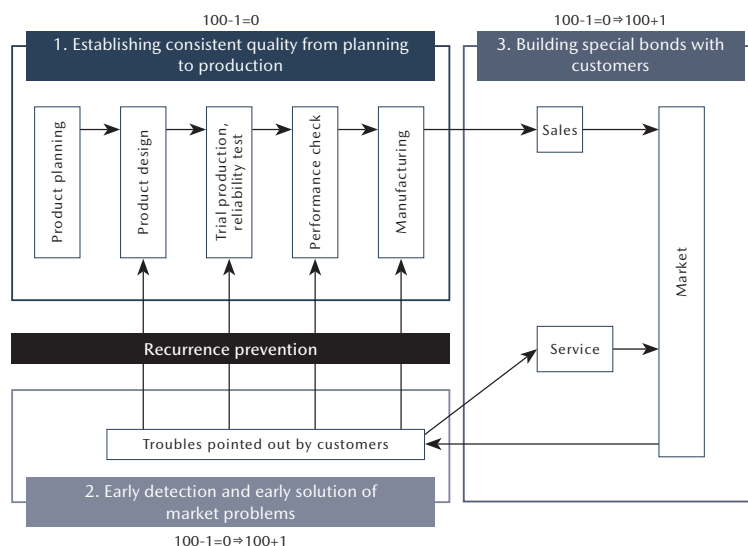 100-1=0
1. Establishing consistent quality from planning
to production
Product planning
Product design
Trial production,
reliability test
Performance check
Manufacturing
100-1=0⇒100+1
3. Building special bonds with
customers
Sales
Market
Service
Recurrence prevention
Troubles pointed out by customers
2. Early detection and early solution of
market problems
100-1=0⇒100+1